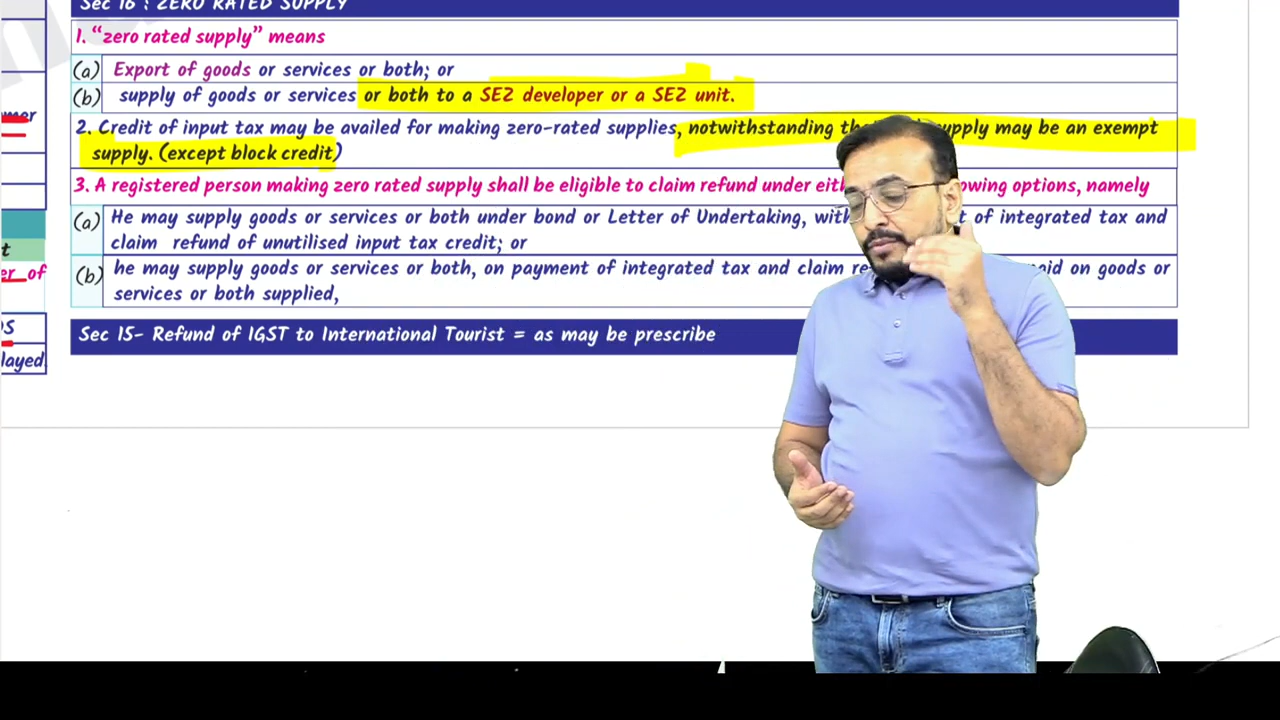 Sec 16 : ZERO RATED SUPPLY
1. “zero rated supply” means
(a) Export of goods or services or both; or
(b) supply of goods or services or both to a SEZ developer or a SEZ unit.
2. Credit of input tax may be availed for making zero-rated supplies, notwithstanding supply may be an exempt
supply. (except block credit)
3. A registered person making zero rated supply shall be eligible to claim refund under options, namely
(a) He may supply goods or services or both under bond or Letter of Undertaking, of integrated tax and
claim refund of unutilised input tax credit; or
(b) he may supply goods or services or both, on payment of integrated tax and claim on goods or
services or both supplied,
Sec 15- Refund of IGST to International Tourist = as may be prescribe